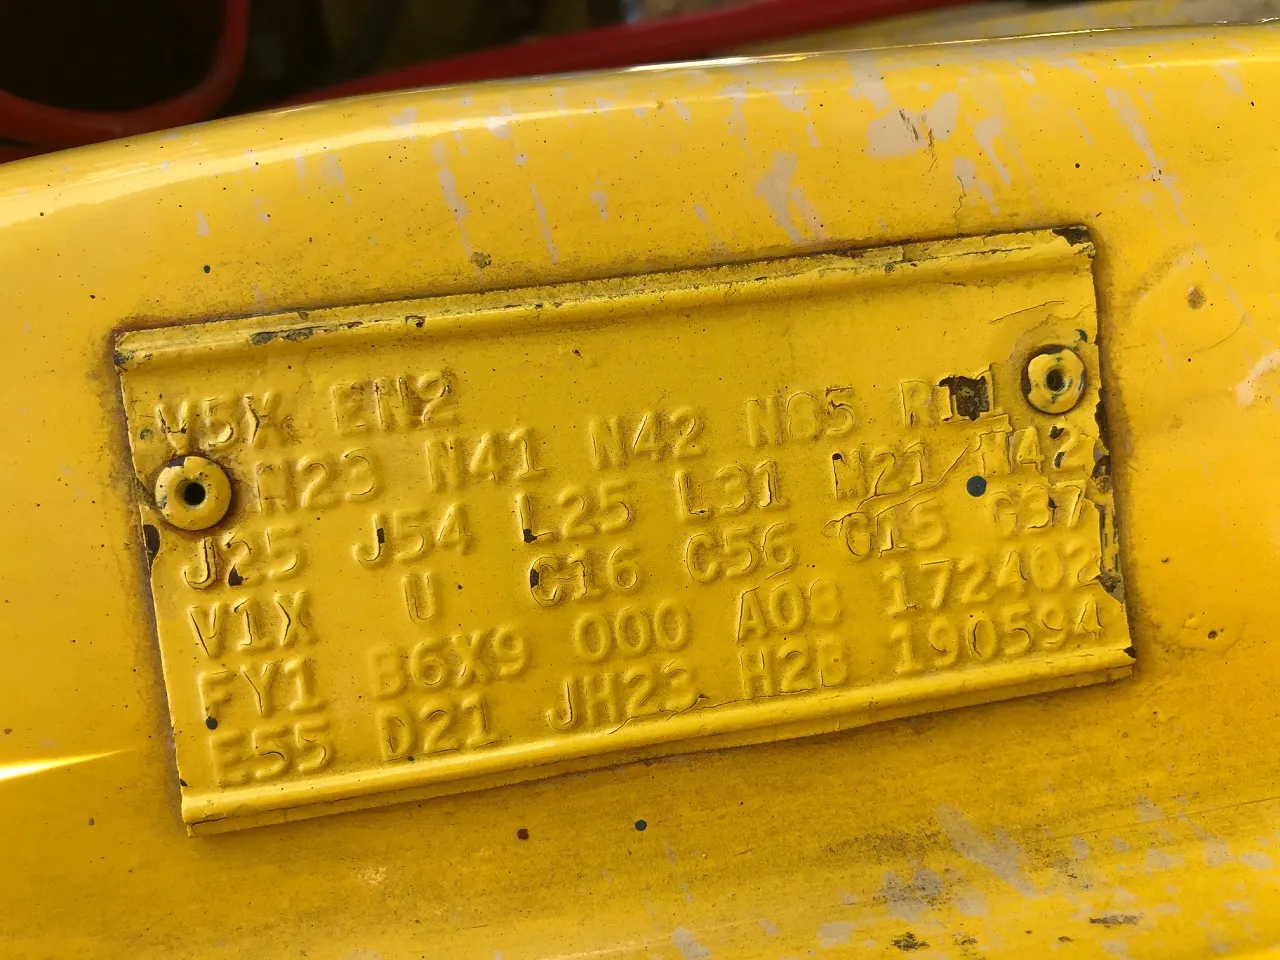 V5X EN2
N23 N41 N42 N85 R11
J25 J54 L25 L31 M21 M42
V1X U C16 C56 G15 G37
FY1 B6X9 000 A08 172402
E55 D21 JH23 H2B 190594